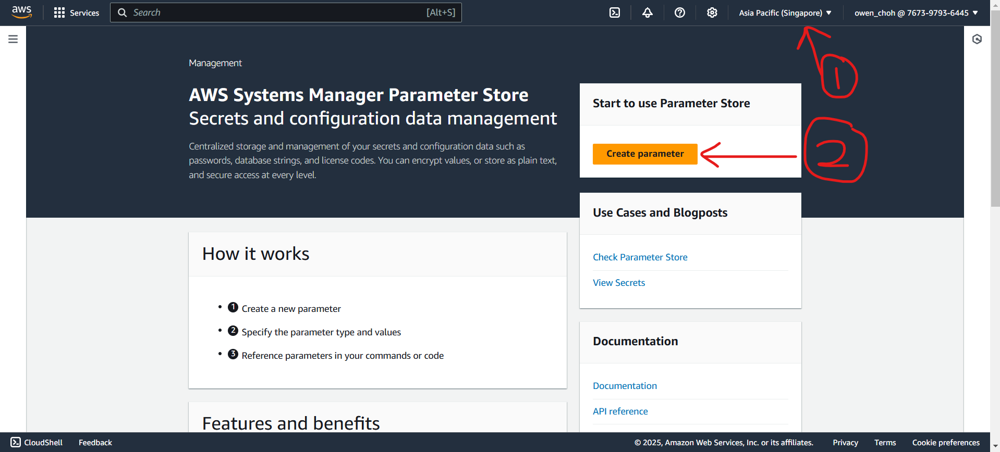 aws
Services
Search
[Alt+S]
Asia Pacific (Singapore)
owen_choh @ 7673-9793-6445
1
Management
AWS Systems Manager Parameter Store
Secrets and configuration data management
Centralized storage and management of your secrets and configuration data such as
passwords, database strings, and license codes. You can encrypt values, or store as plain text,
and secure access at every level.
Start to use Parameter Store
Create parameter
2
Use Cases and Blogposts
Check Parameter Store
View Secrets
How it works
1 Create a new parameter
2 Specify the parameter type and values
3 Reference parameters in your commands or code
Documentation
Documentation
API reference
Features and benefits
CloudShell
Feedback
© 2025, Amazon Web Services, Inc. or its affiliates.
Privacy
Terms
Cookie preferences